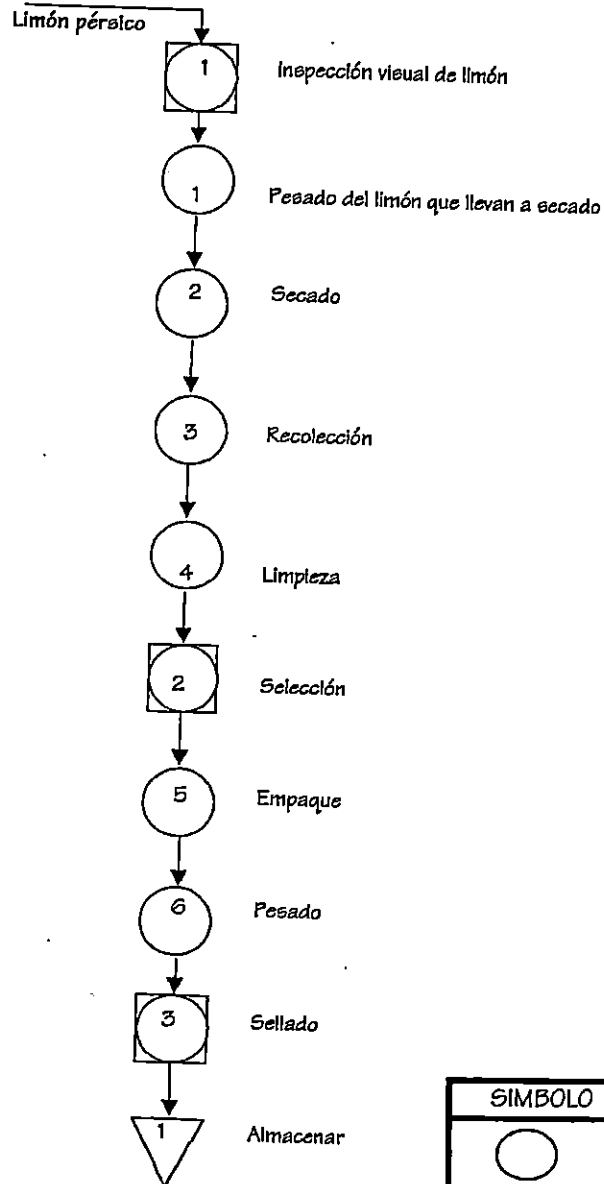 Limón pérsico
1 Inspección visual de limón
1 Pesado del limón que llevan a secado
2 Secado
3 Recolección
4 Limpieza
2 Selección
5 Empaque
6 Pesado
3 Sellado
1 Almacenar
SIMBOLO